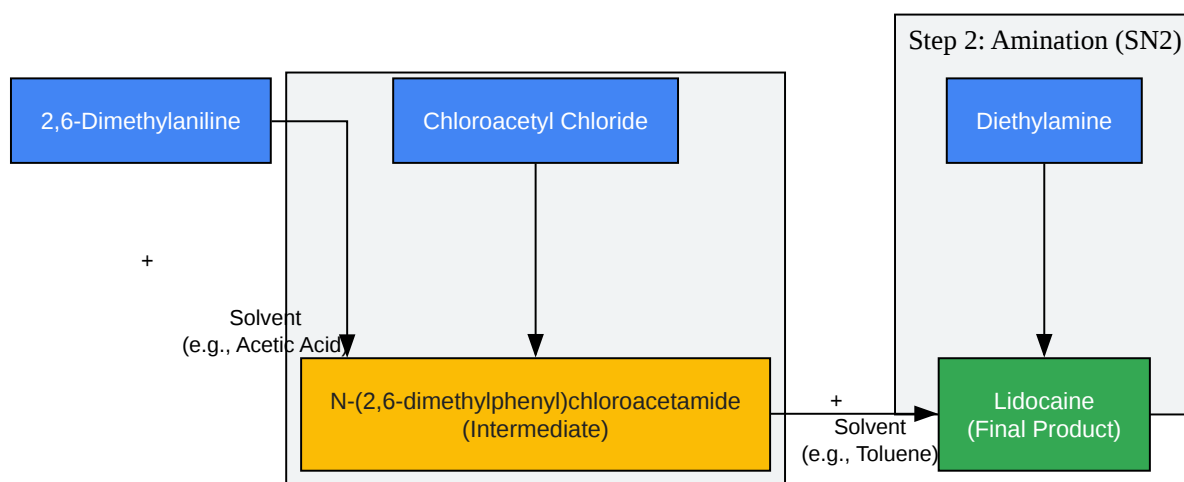 Step 2: Amination (SN2)
2,6-Dimethylaniline
Chloroacetyl Chloride
Diethylamine
+
Solvent
(e.g., Acetic Acid)
N-(2,6-dimethylphenyl)chloroacetamide
(Intermediate)
+
Solvent
(e.g., Toluene)
Lidocaine
(Final Product)